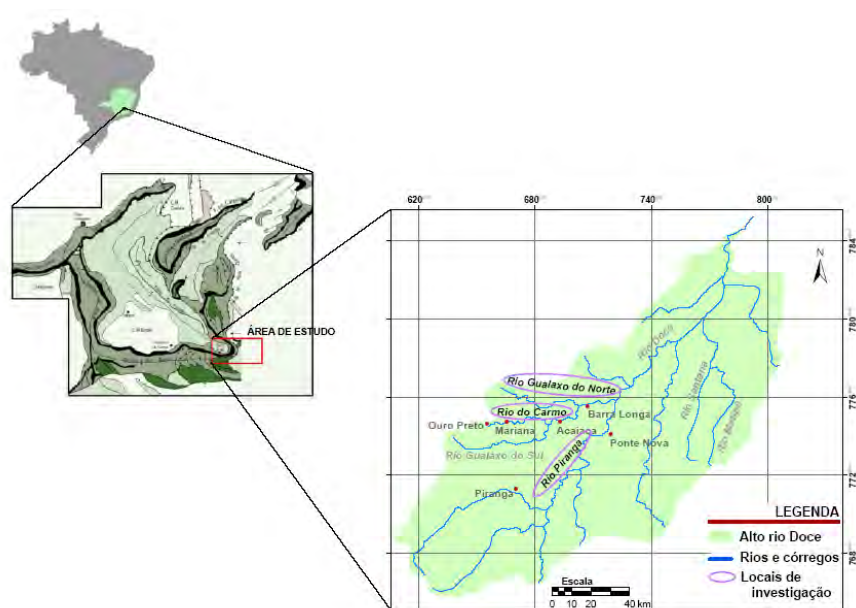 ÁREA DE ESTUDO
620 680 740 800
784
780
776
772
768
N
Rio Doce
Rio Gualaxo do Norte
Rio do Carmo
Barra Longa
Ouro Preto
Mariana
Acaiaca
Ponte Nova
Rio Gualaxo do Sul
Rio Piranga
Piranga
Rio Santana
LEGENDA
Alto rio Doce
Rios e córregos
Locais de
investigação
Escala
0 10 20 40 km